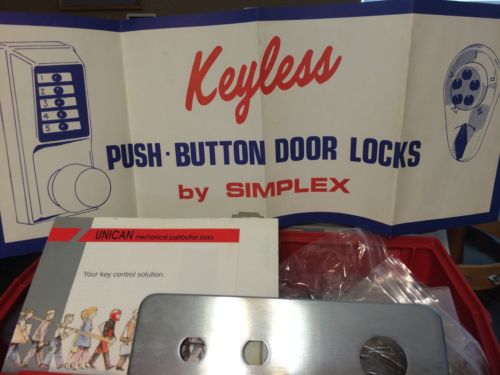 Keyless
PUSH·BUTTON DOOR LOCKS
by SIMPLEX
1
2
3
4
5
UNICAN mechanical pushbutton locks
Your key control solution.